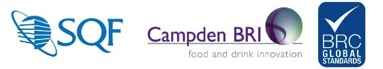 SQF
Campden BRI
food and drink innovation
BRC
GLOBAL
STANDARDS